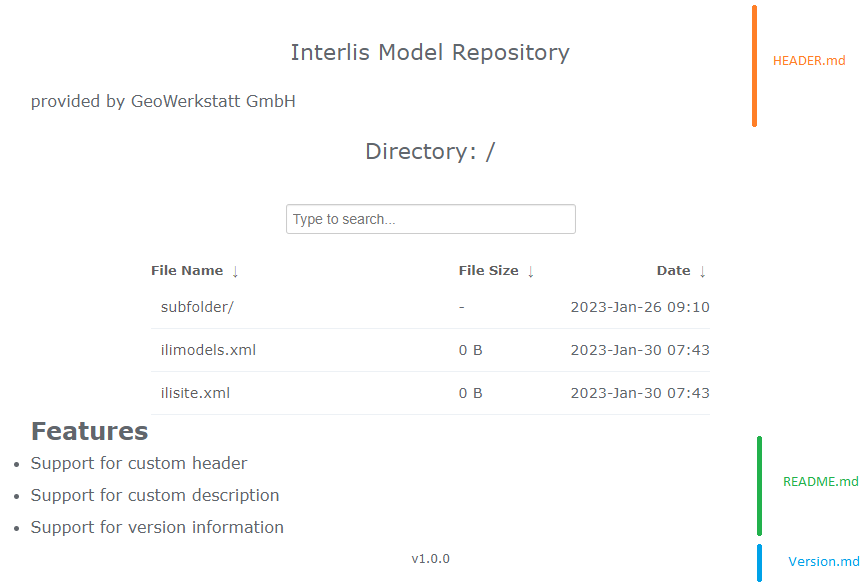 Interlis Model Repository
HEADER.md
provided by GeoWerkstatt GmbH
Directory: /
Type to search...
File Name ↓ File Size ↓ Date ↓
subfolder/ - 2023-Jan-26 09:10
ilimodels.xml 0 B 2023-Jan-30 07:43
ilisite.xml 0 B 2023-Jan-30 07:43
Features
• Support for custom header
README.md
• Support for custom description
• Support for version information
v1.0.0
Version.md